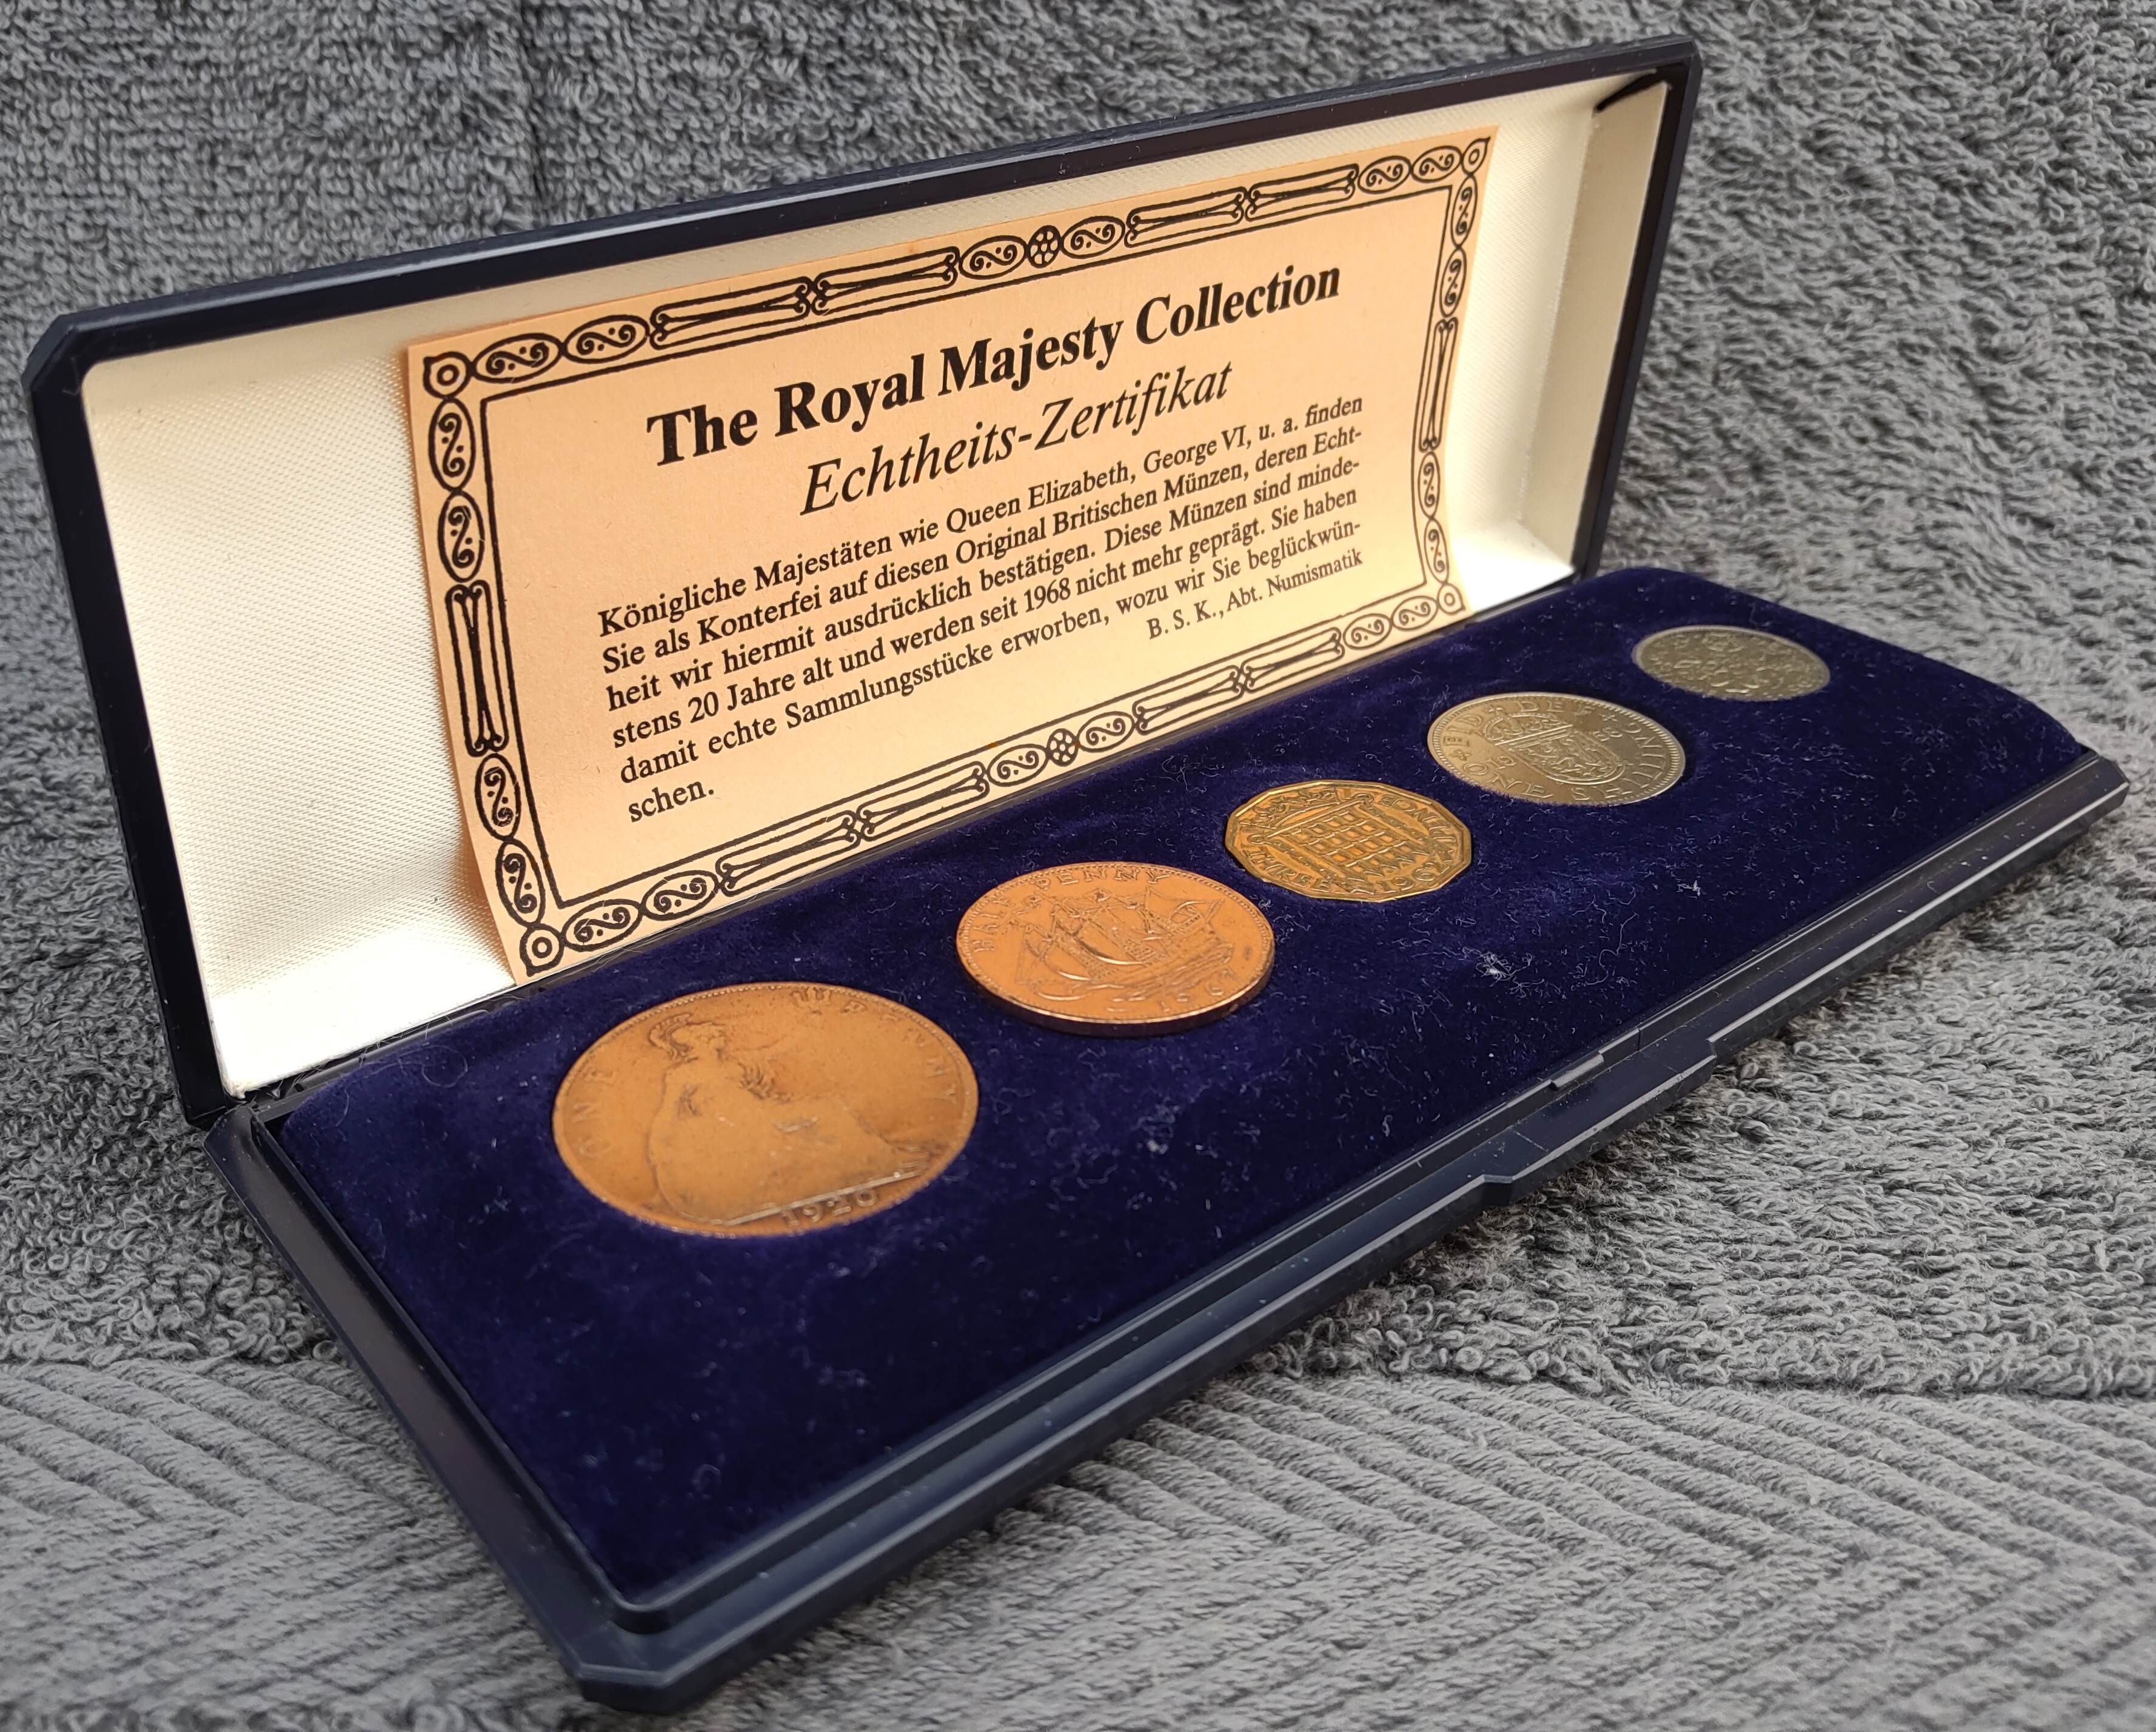 The Royal Majesty Collection
Echtheits-Zertifikat
Königliche Majestäten wie Queen Elizabeth, George VI, u. a. finden
Sie als Konterfei auf diesen Original Britischen Münzen, deren Echt-
heit wir hiermit ausdrücklich bestätigen. Diese Münzen sind minde-
stens 20 Jahre alt und werden seit 1968 nicht mehr geprägt. Sie haben
damit echte Sammlungsstücke erworben, wozu wir Sie beglückwün-
schen.
B. S. K., Abt. Numismatik
ONE PENNY
1920
HALF PENNY
THREE
ONE SHILLING